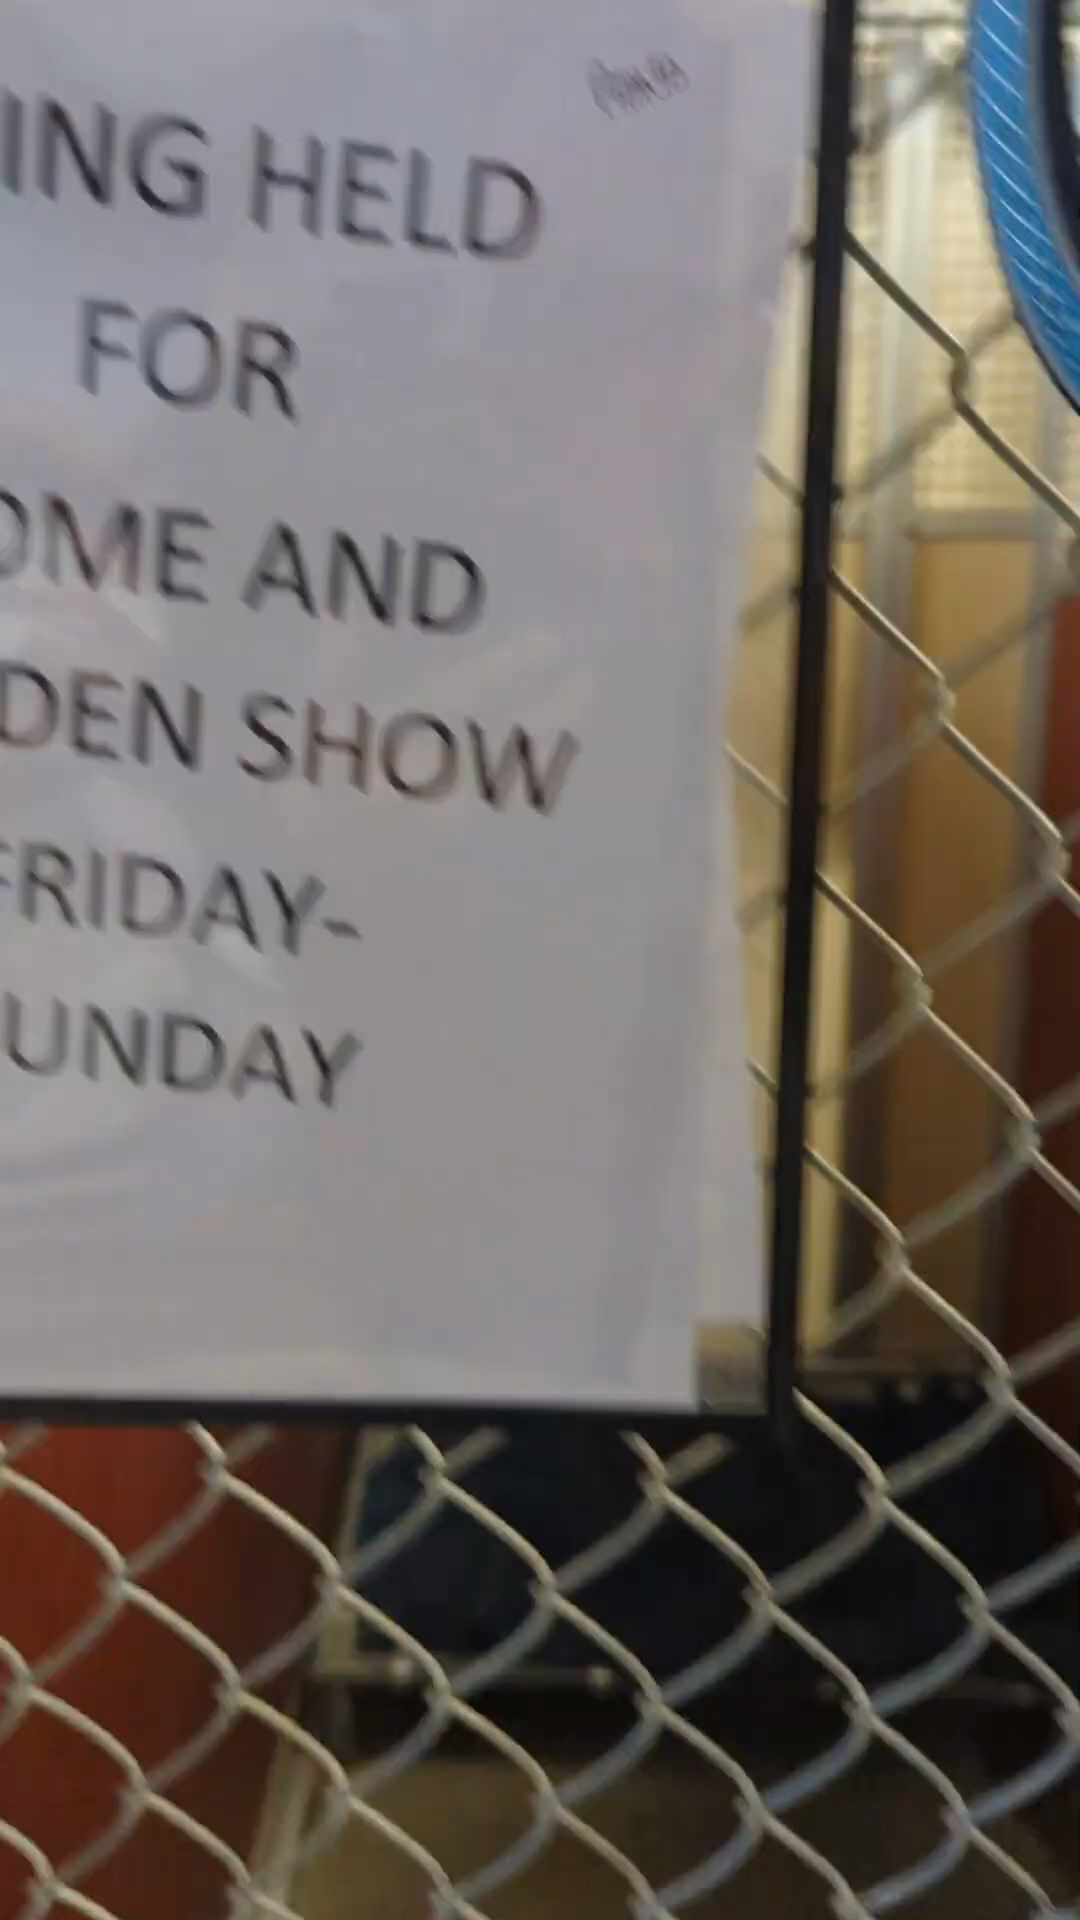 ING HELD
FOR
OME AND
DEN SHOW
FRIDAY-
UNDAY